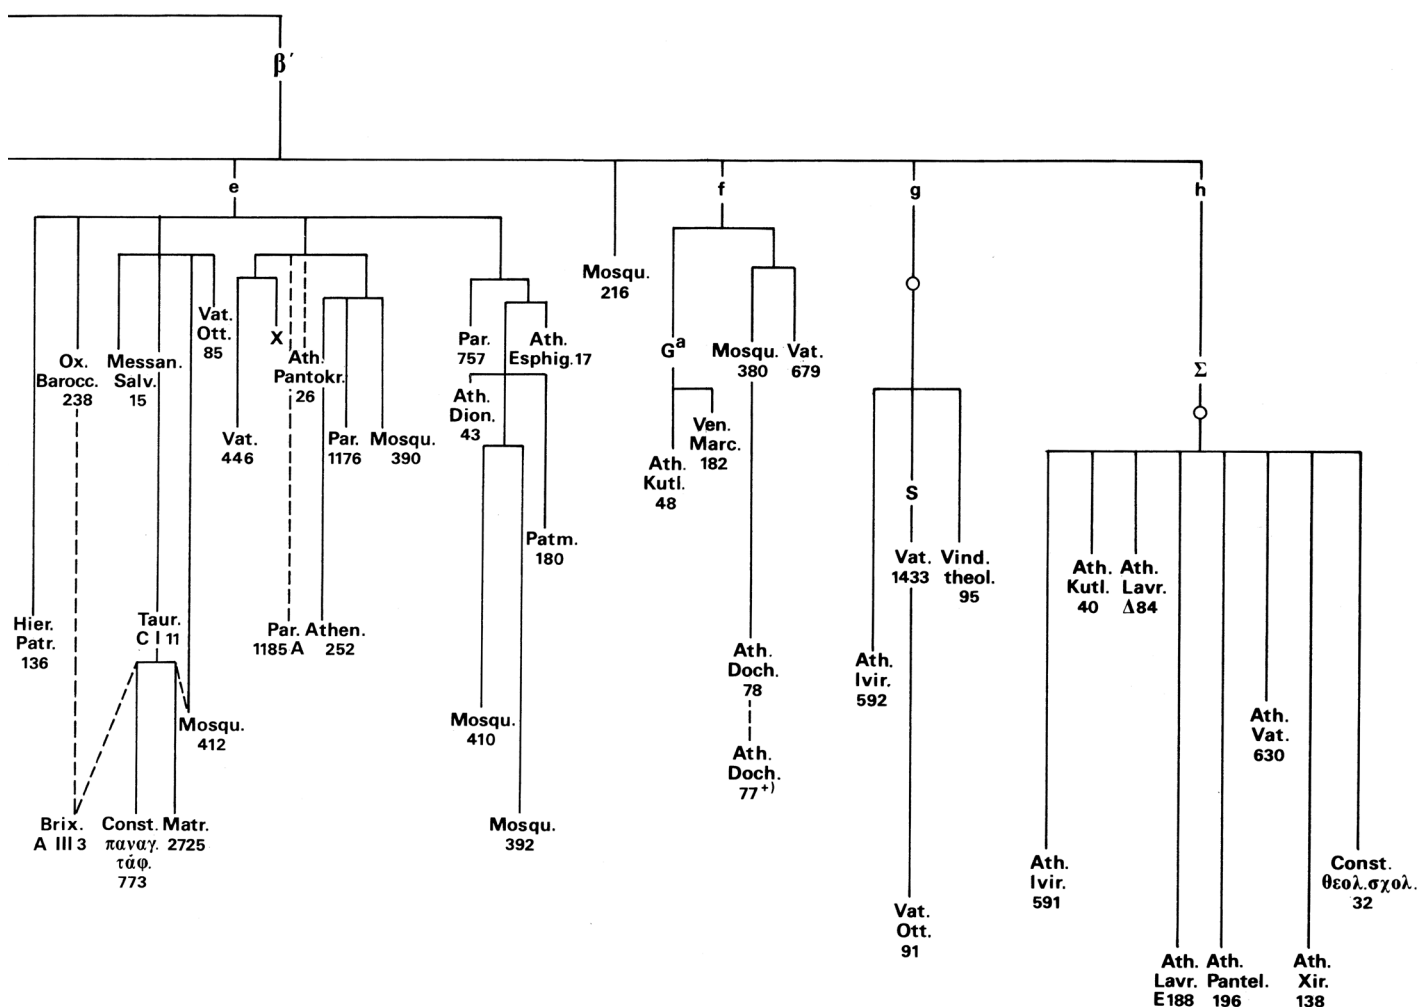 β´
e
f
g
h
Mosqu.
216
Vat.
Ott.
85
X
Ox.
Barocc.
238
Messan.
Salv.
15
Ath.
Pantokr.
26
Par.
757
Ath.
Esphig.17
Ga
Mosqu.
380
Vat.
679
Σ
Ath.
Dion.
43
Vat.
446
Par.
1176
Mosqu.
390
Ven.
Marc.
182
Ath.
Kutl.
48
S
Patm.
180
Vat.
1433
Vind.
theol.
95
Ath.
Kutl.
40
Ath.
Lavr.
Δ84
Hier.
Patr.
136
Taur.
C I 11
Par.
1185 A
Athen.
252
Ath.
Doch.
78
Ath.
Ivir.
592
Mosqu.
412
Mosqu.
410
Ath.
Vat.
630
Ath.
Doch.
77+)
Brix.
A III 3
Const.
παναγ.
τάφ.
773
Matr.
2725
Mosqu.
392
Ath.
Ivir.
591
Const.
θεολ.σχολ.
32
Vat.
Ott.
91
Ath.
Lavr.
E188
Ath.
Pantel.
196
Ath.
Xir.
138